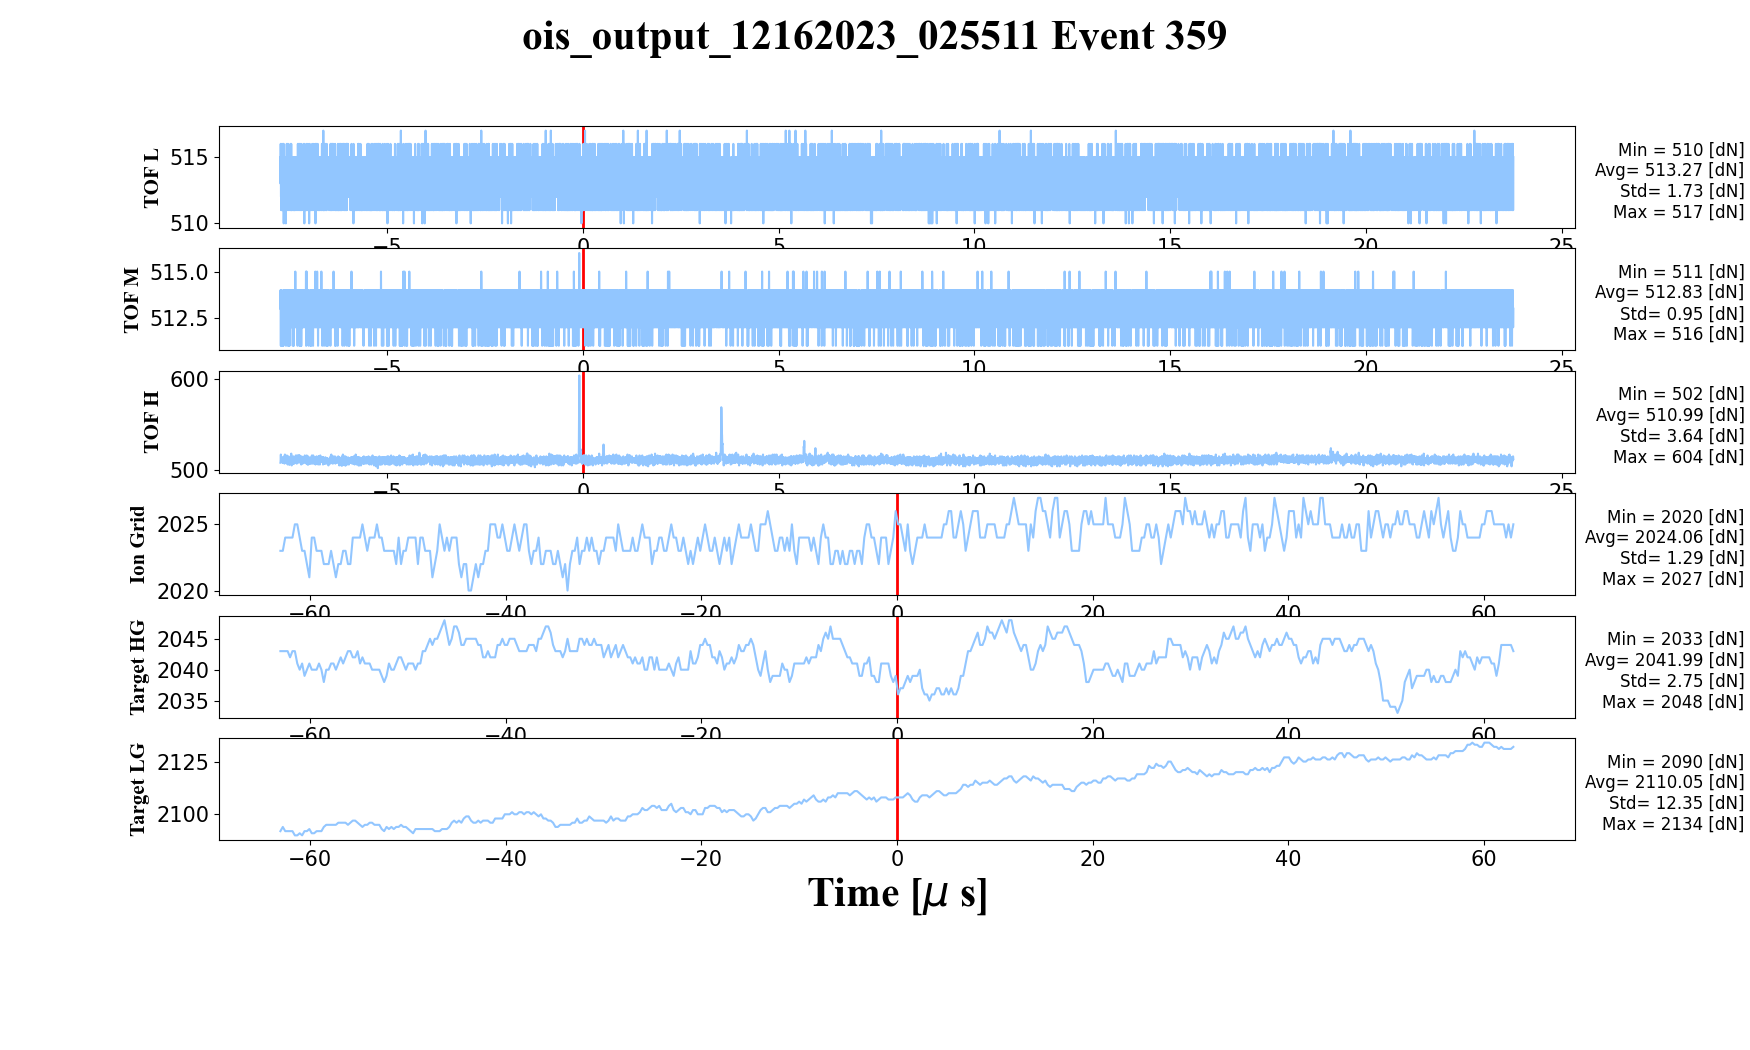 ois_output_12162023_025511 Event 359
TOF L
515
510
−5
0
5
10
15
20
25
Min = 510 [dN]
Avg= 513.27 [dN]
Std= 1.73 [dN]
Max = 517 [dN]
TOF M
515.0
512.5
−5
0
5
10
15
20
25
Min = 511 [dN]
Avg= 512.83 [dN]
Std= 0.95 [dN]
Max = 516 [dN]
TOF H
600
500
−5
0
5
10
15
20
25
Min = 502 [dN]
Avg= 510.99 [dN]
Std= 3.64 [dN]
Max = 604 [dN]
Ion Grid
2025
2020
−60
−40
−20
0
20
40
60
Min = 2020 [dN]
Avg= 2024.06 [dN]
Std= 1.29 [dN]
Max = 2027 [dN]
Target HG
2045
2040
2035
−60
−40
−20
0
20
40
60
Min = 2033 [dN]
Avg= 2041.99 [dN]
Std= 2.75 [dN]
Max = 2048 [dN]
Target LG
2125
2100
−60
−40
−20
0
20
40
60
Min = 2090 [dN]
Avg= 2110.05 [dN]
Std= 12.35 [dN]
Max = 2134 [dN]
Time [μ s]